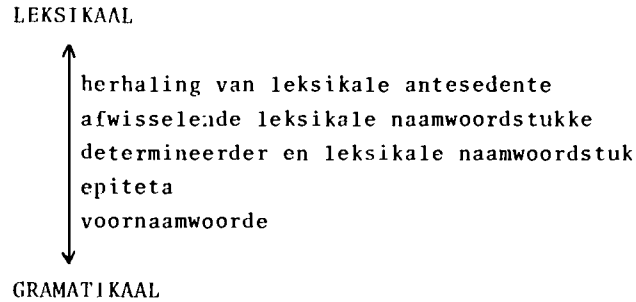 LEKSIKAAL
herhaling van leksikale antesedente
afwisselende leksikale naamwoordstukke
determineerder en leksikale naamwoordstuk
epiteta
voornaamwoorde
GRAMATIKAAL